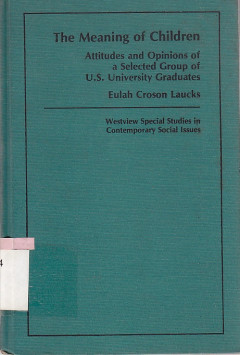 The Meaning of Children
Attitudes and Opinions of
a Selected Group of
U.S. University Graduates
Eulah Croson Laucks
Westview Special Studies in
Contemporary Social Issues
4